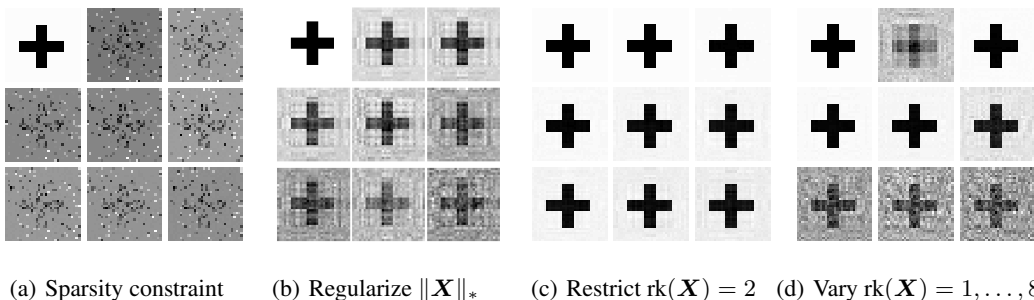 (a) Sparsity constraint (b) Regularize ∥X∥* (c) Restrict rk(X) = 2 (d) Vary rk(X) = 1, . . . , 8